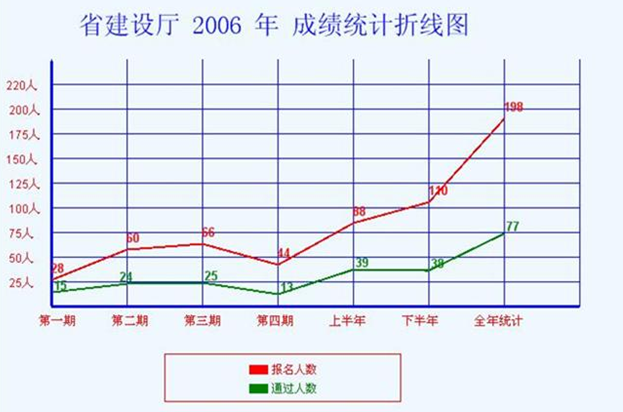 省建设厅 2006 年 成绩统计折线图
220人
200人
175人
150人
125人
100人
75人
50人
25人
28
60
66
44
88
110
198
15
24
25
13
39
38
77
第一期 第二期 第三期 第四期 上半年 下半年 全年统计
报名人数
通过人数